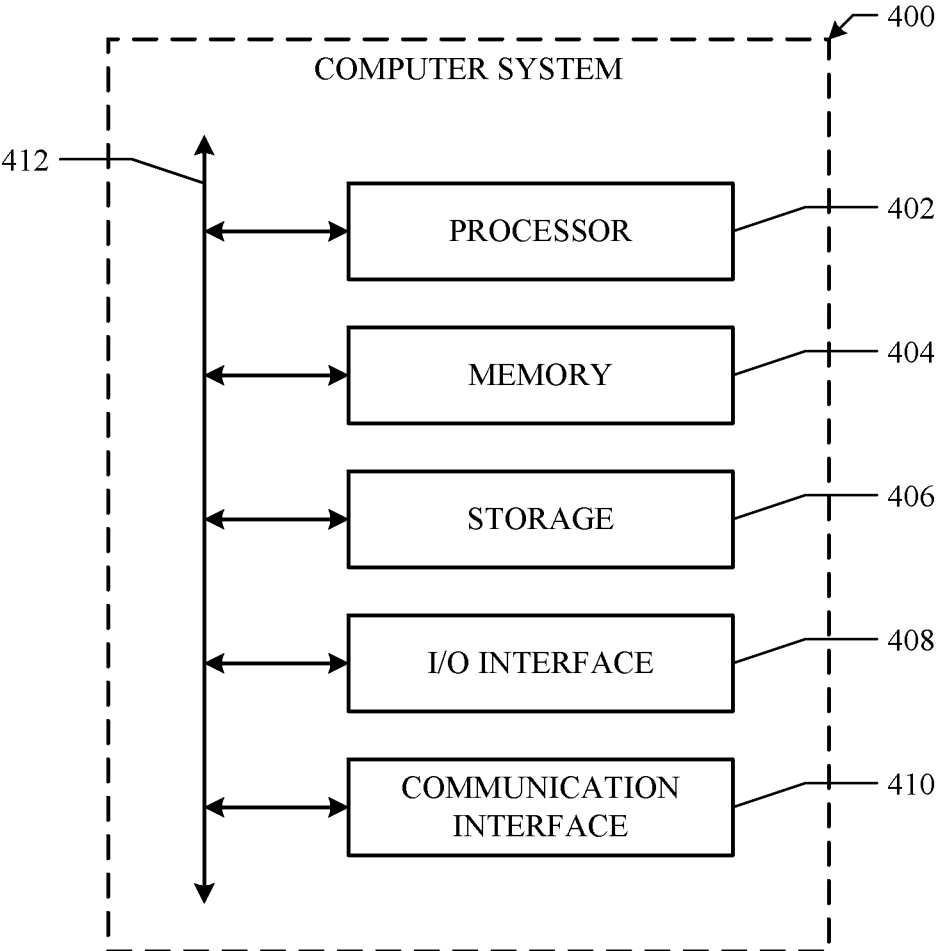 400
COMPUTER SYSTEM
412
PROCESSOR
402
MEMORY
404
STORAGE
406
I/O INTERFACE
408
COMMUNICATION
INTERFACE
410